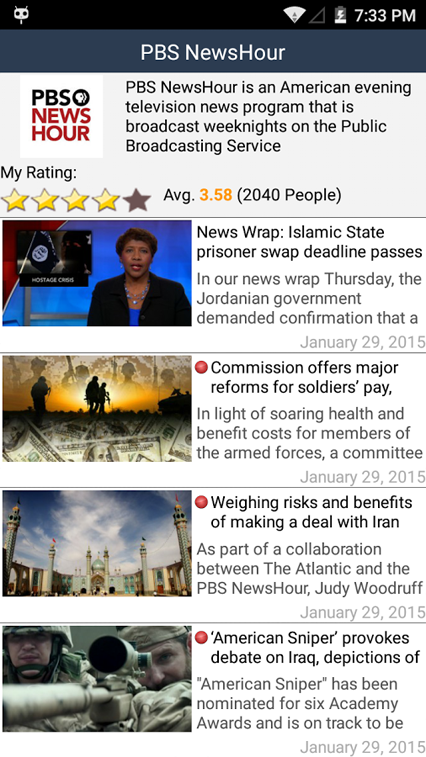 7:33 PM
PBS NewsHour
PBS
NEWS
HOUR
PBS NewsHour is an American evening
television news program that is
broadcast weeknights on the Public
Broadcasting Service
My Rating:
Avg. 3.58 (2040 People)
HOSTAGE CRISIS
News Wrap: Islamic State
prisoner swap deadline passes
In our news wrap Thursday, the
Jordanian government
demanded confirmation that a
January 29, 2015
Commission offers major
reforms for soldiers’ pay,
In light of soaring health and
benefit costs for members of
the armed forces, a committee
January 29, 2015
Weighing risks and benefits
of making a deal with Iran
As part of a collaboration
between The Atlantic and the
PBS NewsHour, Judy Woodruff
January 29, 2015
‘American Sniper’ provokes
debate on Iraq, depictions of
"American Sniper" has been
nominated for six Academy
Awards and is on track to be
January 29, 2015